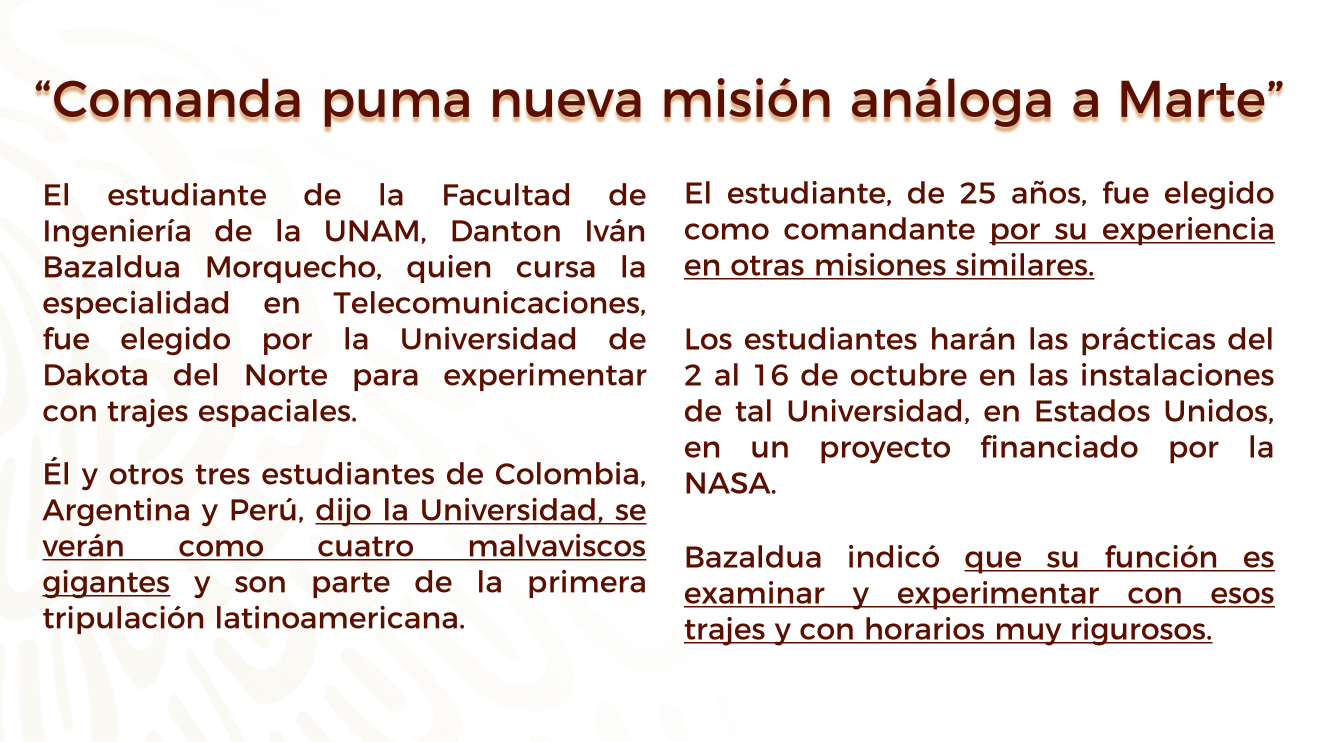 “Comanda puma nueva misión análoga a Marte”
El estudiante de la Facultad de
Ingeniería de la UNAM, Danton Iván
Bazaldua Morquecho, quien cursa la
especialidad en Telecomunicaciones,
fue elegido por la Universidad de
Dakota del Norte para experimentar
con trajes espaciales.
Él y otros tres estudiantes de Colombia,
Argentina y Perú, dijo la Universidad, se
verán como cuatro malvaviscos
gigantes y son parte de la primera
tripulación latinoamericana.
El estudiante, de 25 años, fue elegido
como comandante por su experiencia
en otras misiones similares.
Los estudiantes harán las prácticas del
2 al 16 de octubre en las instalaciones
de tal Universidad, en Estados Unidos,
en un proyecto financiado por la
NASA.
Bazaldua indicó que su función es
examinar y experimentar con esos
trajes y con horarios muy rigurosos.